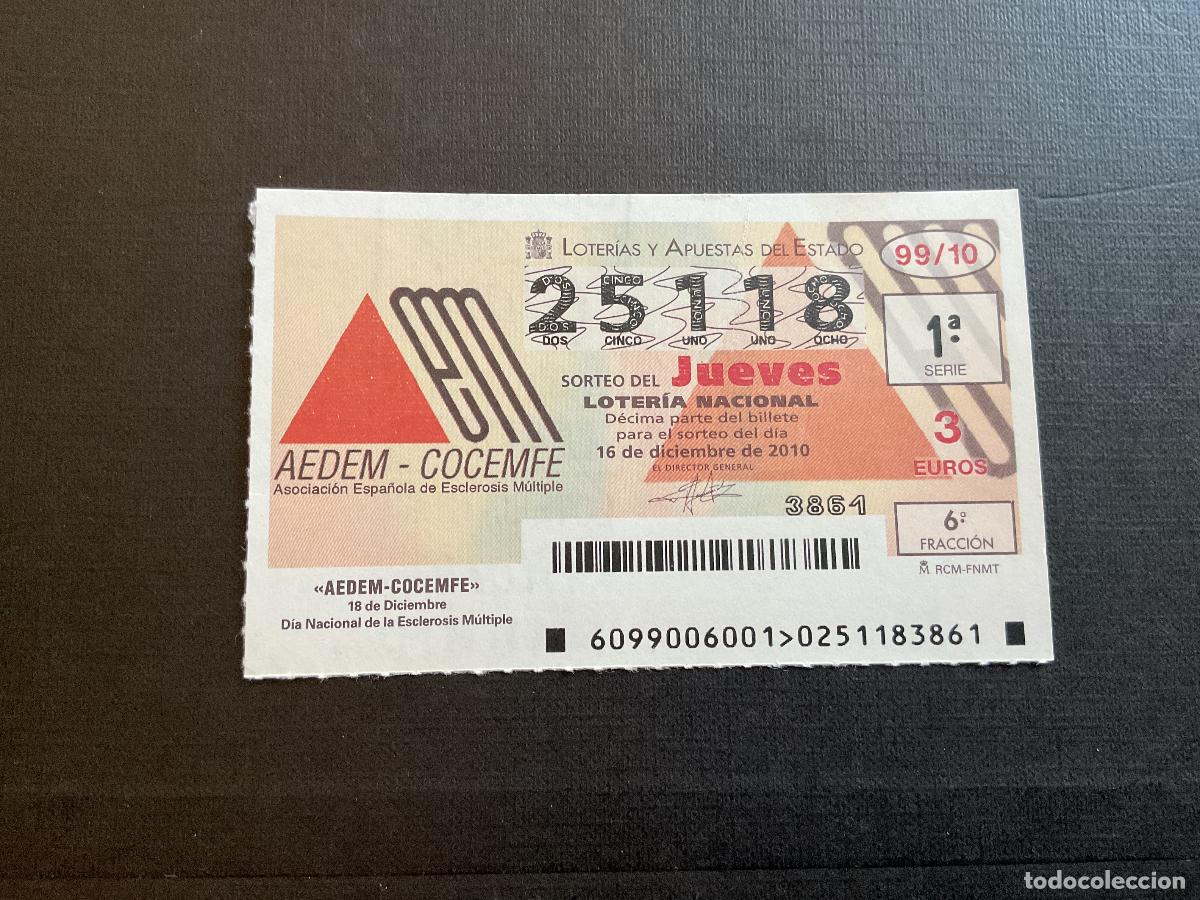 LOTERÍAS Y APUESTAS DEL ESTADO
99/10
25118
DOS CINCO UNO UNO OCHO
1ª
SERIE
SORTEO DEL Jueves
LOTERÍA NACIONAL
Décima parte del billete
para el sorteo del día
16 de diciembre de 2010
EL DIRECTOR GENERAL
3
EUROS
em
AEDEM - COCEMFE
Asociación Española de Esclerosis Múltiple
3861
6ª
FRACCIÓN
RCM-FNMT
«AEDEM-COCEMFE»
18 de Diciembre
Día Nacional de la Esclerosis Múltiple
6099006001>0251183861
todocoleccion